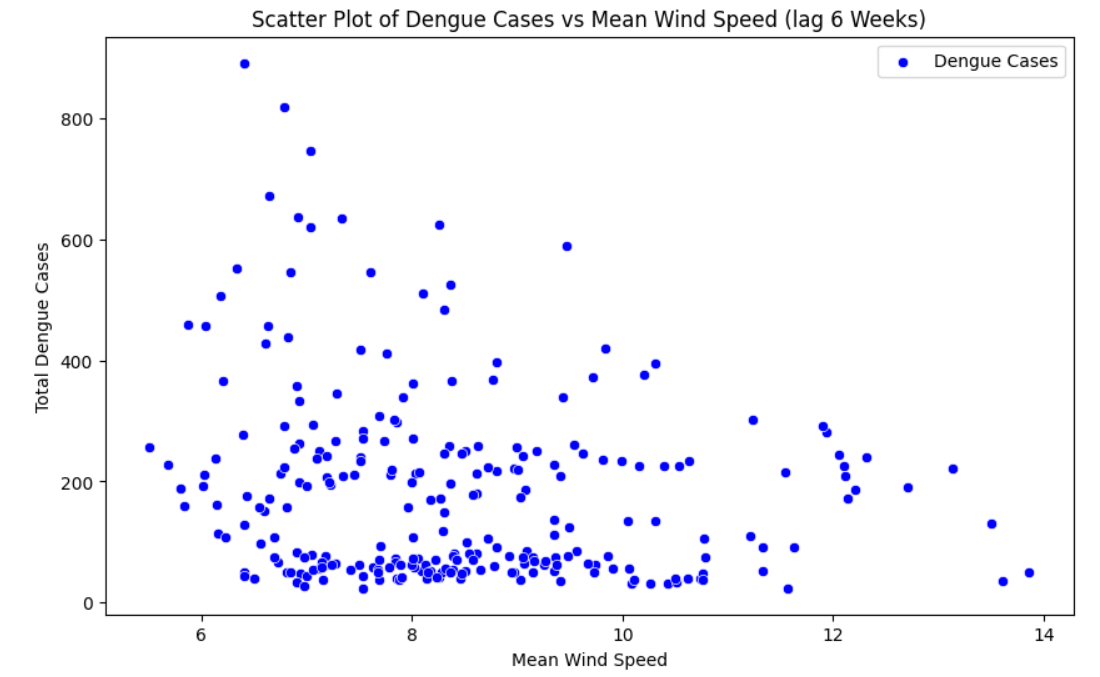 Scatter Plot of Dengue Cases vs Mean Wind Speed (lag 6 Weeks)
Dengue Cases
Total Dengue Cases
800
600
400
200
0
6 8 10 12 14
Mean Wind Speed